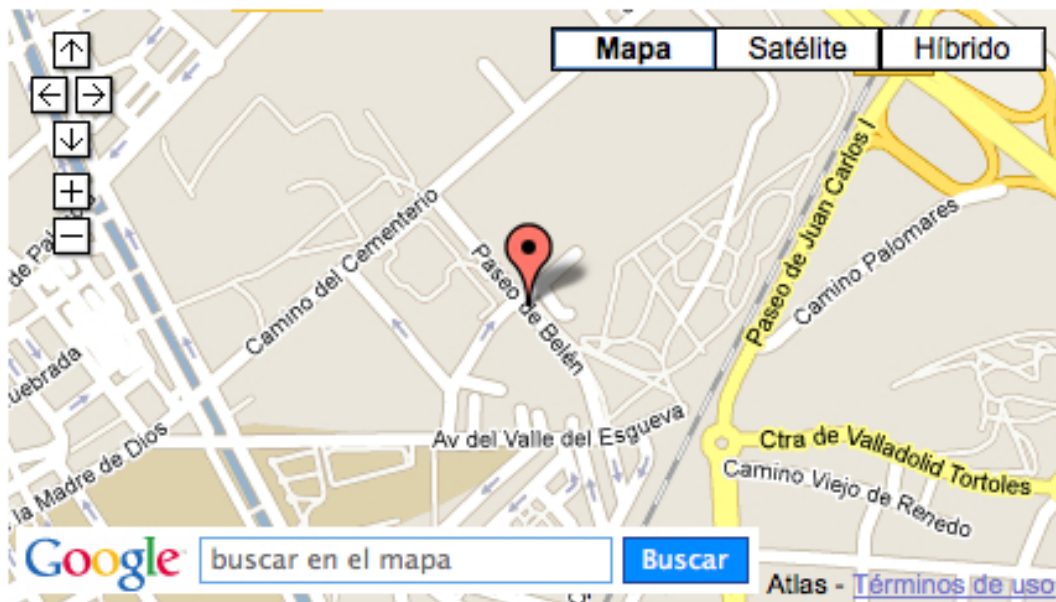 Mapa
Satélite
Híbrido
Paseo de Juan Carlos I
Camino Palomares
Camino del Cementerio
Paseo de Belén
Av del Valle del Esgueva
Ctra de Valladolid Tortoles
Camino Viejo de Renedo
la Madre de Dios
Google
buscar en el mapa
Buscar
Atlas - Términos de uso